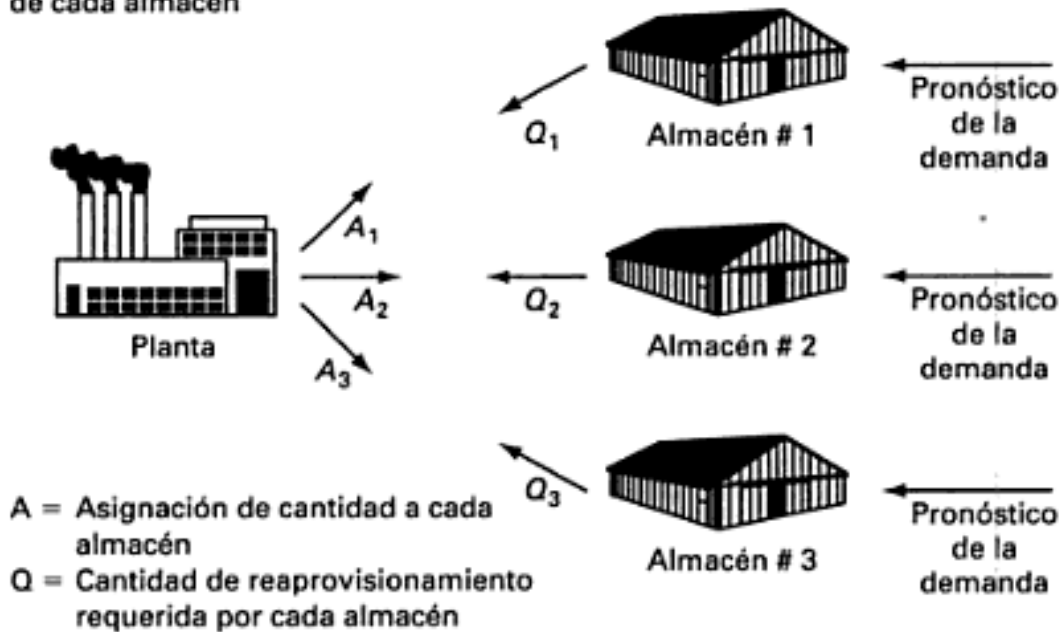 de cada almacén
Q1
Almacén # 1
Pronóstico
de la
demanda
A1
A2
A3
Planta
Q2
Almacén # 2
Pronóstico
de la
demanda
Q3
Almacén # 3
Pronóstico
de la
demanda
A = Asignación de cantidad a cada
almacén
Q = Cantidad de reaprovisionamiento
requerida por cada almacén